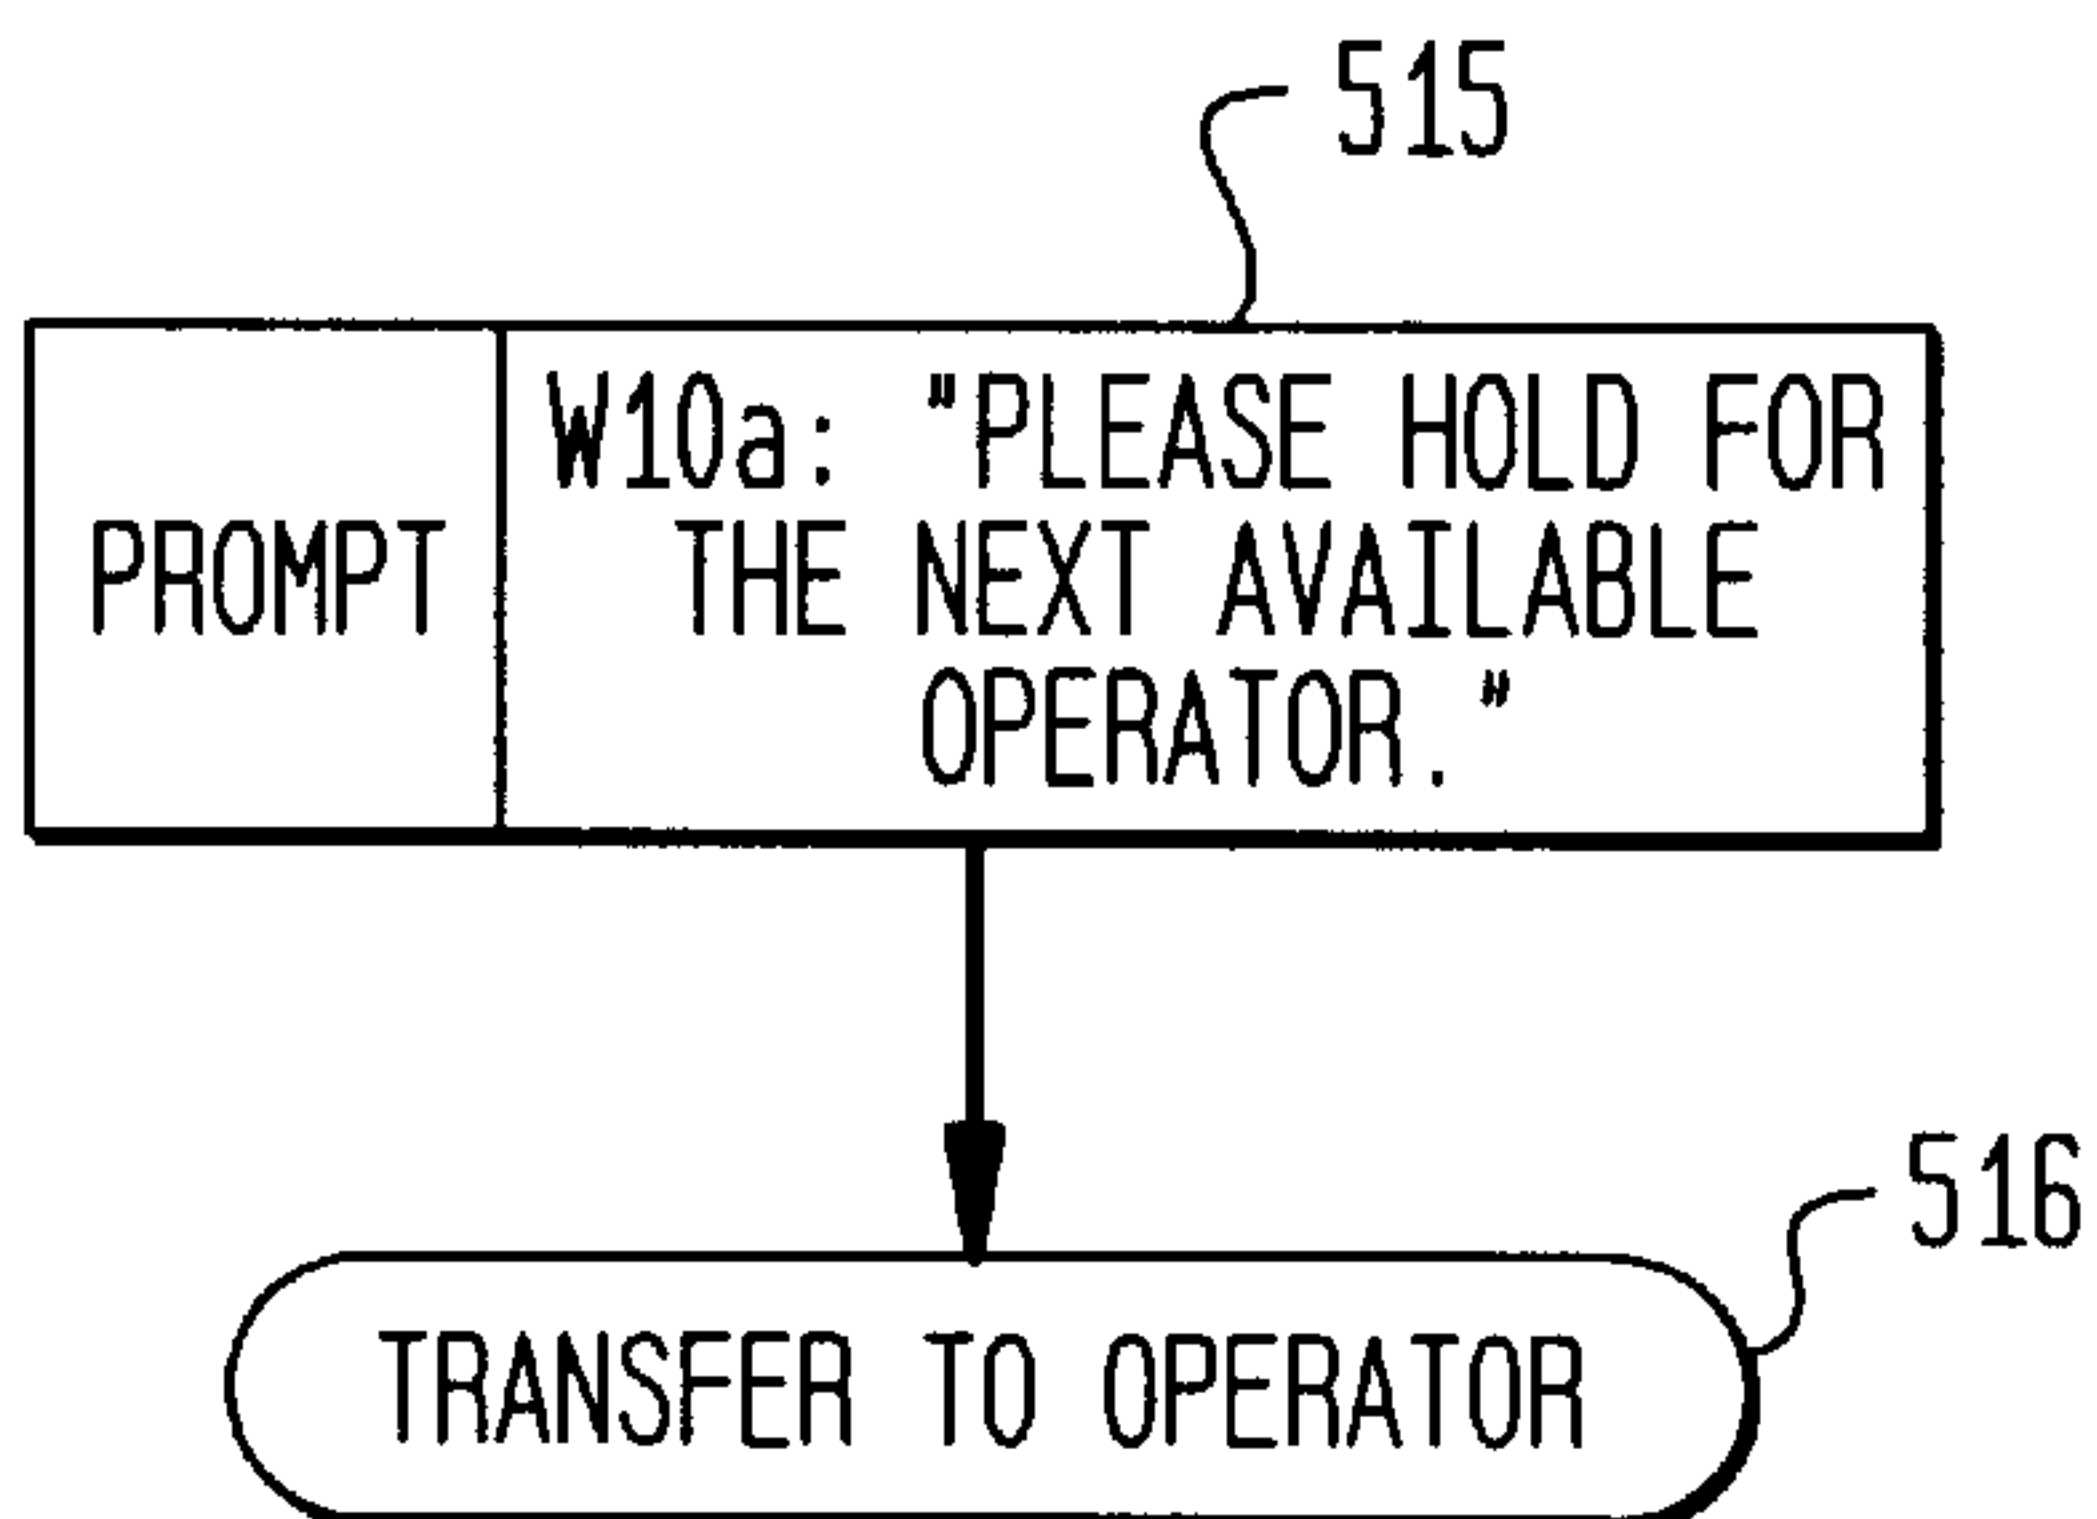 515
W10a: "PLEASE HOLD FOR
PROMPT THE NEXT AVAILABLE
OPERATOR."
516
TRANSFER TO OPERATOR